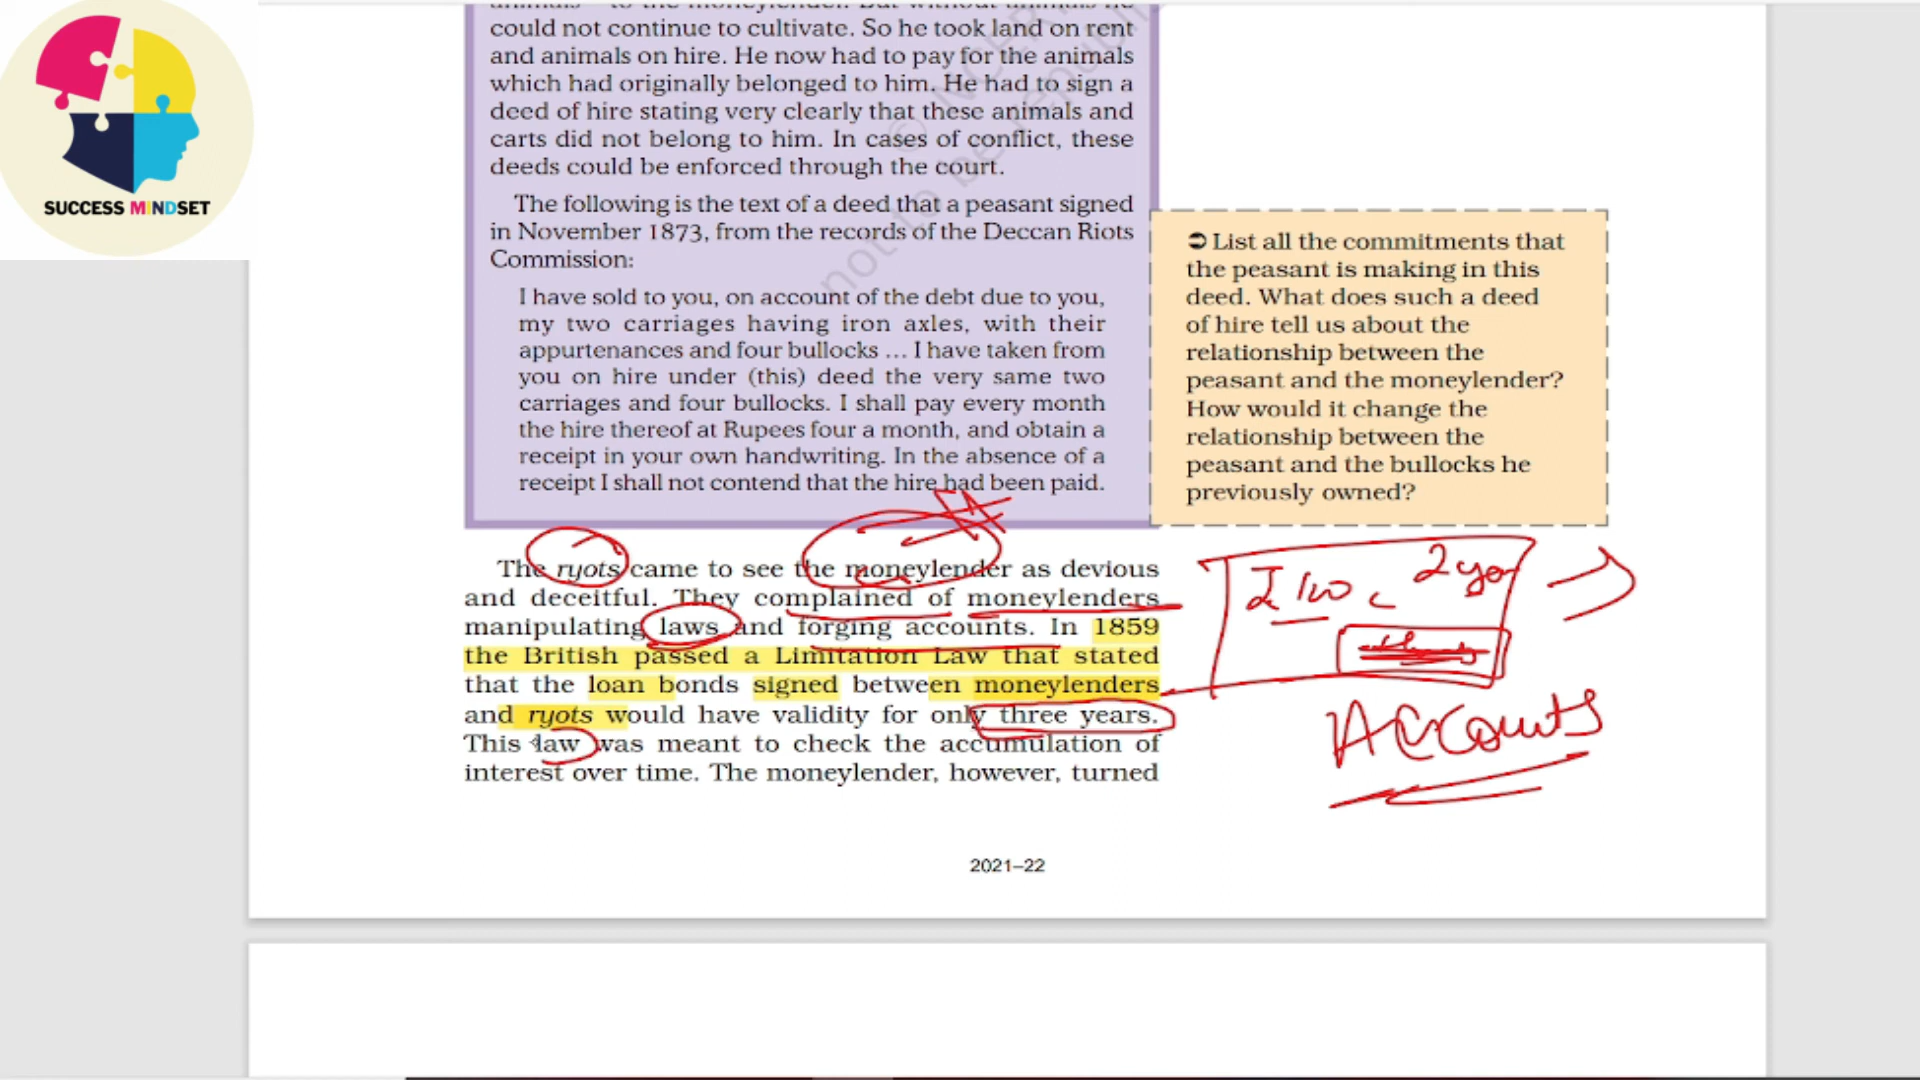 SUCCESS MINDSET
could not continue to cultivate. So he took land on rent
and animals on hire. He now had to pay for the animals
which had originally belonged to him. He had to sign a
deed of hire stating very clearly that these animals and
carts did not belong to him. In cases of conflict, these
deeds could be enforced through the court.
The following is the text of a deed that a peasant signed
in November 1873, from the records of the Deccan Riots
Commission:
I have sold to you, on account of the debt due to you,
my two carriages having iron axles, with their
appurtenances and four bullocks … I have taken from
you on hire under (this) deed the very same two
carriages and four bullocks. I shall pay every month
the hire thereof at Rupees four a month, and obtain a
receipt in your own handwriting. In the absence of a
receipt I shall not contend that the hire had been paid.
➲ List all the commitments that
the peasant is making in this
deed. What does such a deed
of hire tell us about the
relationship between the
peasant and the moneylender?
How would it change the
relationship between the
peasant and the bullocks he
previously owned?
The ryots came to see the moneylender as devious
and deceitful. They complained of moneylenders
manipulating laws and forging accounts. In 1859
the British passed a Limitation Law that stated
that the loan bonds signed between moneylenders
and ryots would have validity for only three years.
This law was meant to check the accumulation of
interest over time. The moneylender, however, turned
Accounts
2021–22